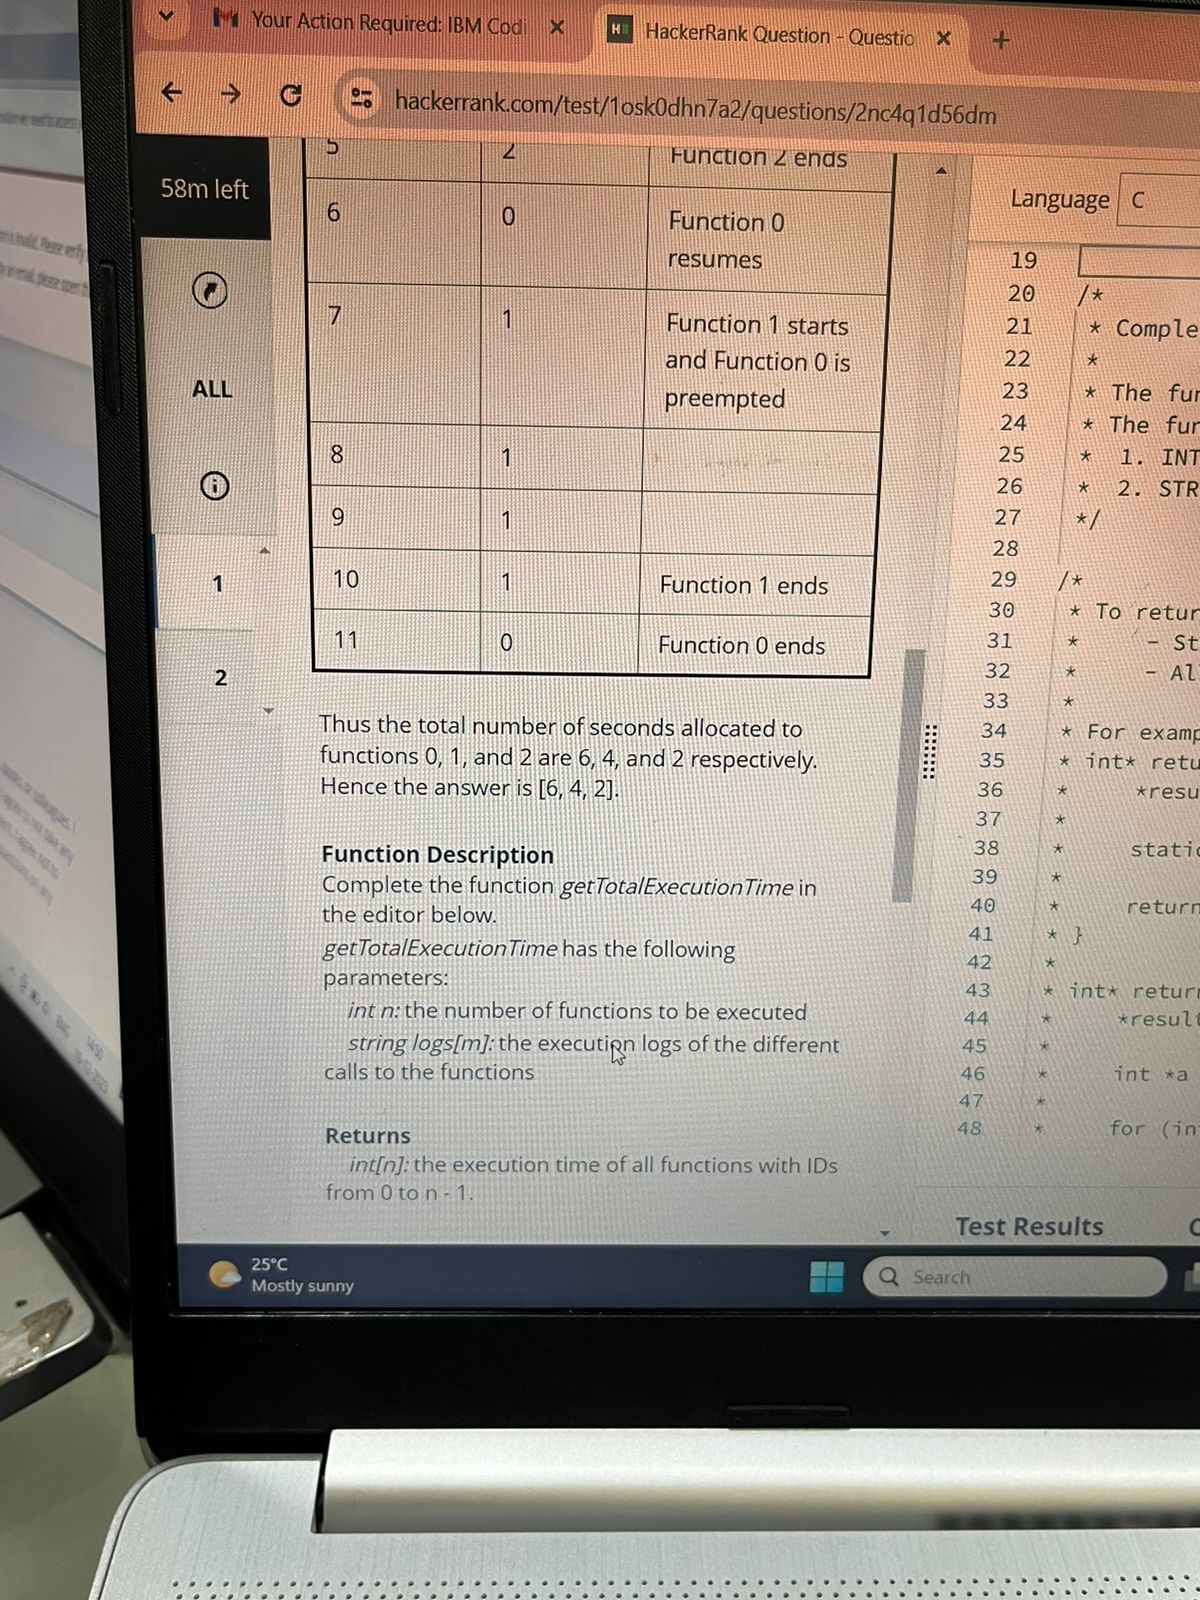 Your Action Required: IBM Codi
HackerRank Question - Questio
hackerrank.com/test/1osk0dhn7a2/questions/2nc4q1d56dm
58m left
ALL
1
2
5 2 Function 2 ends
6 0 Function 0
resumes
7 1 Function 1 starts
and Function 0 is
preempted
8 1
9 1
10 1 Function 1 ends
11 0 Function 0 ends
Thus the total number of seconds allocated to
functions 0, 1, and 2 are 6, 4, and 2 respectively.
Hence the answer is [6, 4, 2].
Function Description
Complete the function getTotalExecutionTime in
the editor below.
getTotalExecutionTime has the following
parameters:
int n: the number of functions to be executed
string logs[m]: the execution logs of the different
calls to the functions
Returns
int[n]: the execution time of all functions with IDs
from 0 to n - 1.
Language C
19
20 /*
21 * Comple
22 *
23 * The fun
24 * The fun
25 * 1. INT
26 * 2. STR
27 */
28
29 /*
30 * To retur
31 * - St
32 * - Al
33 *
34 * For examp
35 * int* retu
36 * *resu
37 *
38 * static
39 *
40 * return
41 * }
42 *
43 * int* return
44 * *result
45 *
46 * int *a
47 *
48 * for (in
Test Results
25°C
Mostly sunny
Search